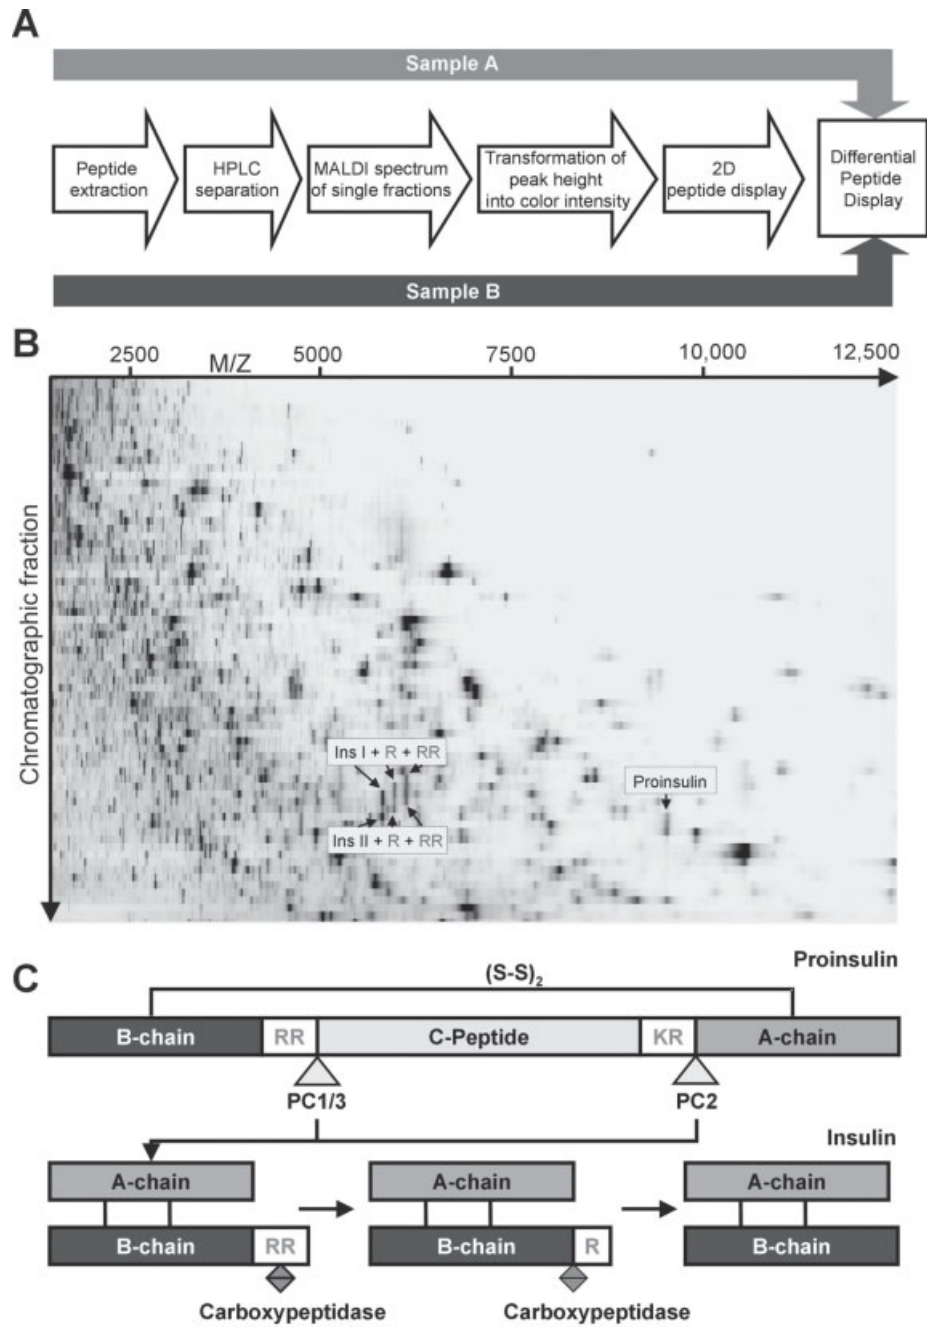 A
Sample A
Peptide
extraction
HPLC
separation
MALDI spectrum
of single fractions
Transformation of
peak height
into color intensity
2D
peptide display
Differential
Peptide
Display
Sample B
B
2500
M/Z
5000
7500
10,000
12,500
Chromatographic fraction
Ins I + R + RR
Proinsulin
Ins II + R + RR
C
Proinsulin
(S-S)2
B-chain
RR
C-Peptide
KR
A-chain
PC1/3
PC2
Insulin
A-chain
A-chain
A-chain
B-chain
RR
B-chain
R
B-chain
Carboxypeptidase
Carboxypeptidase